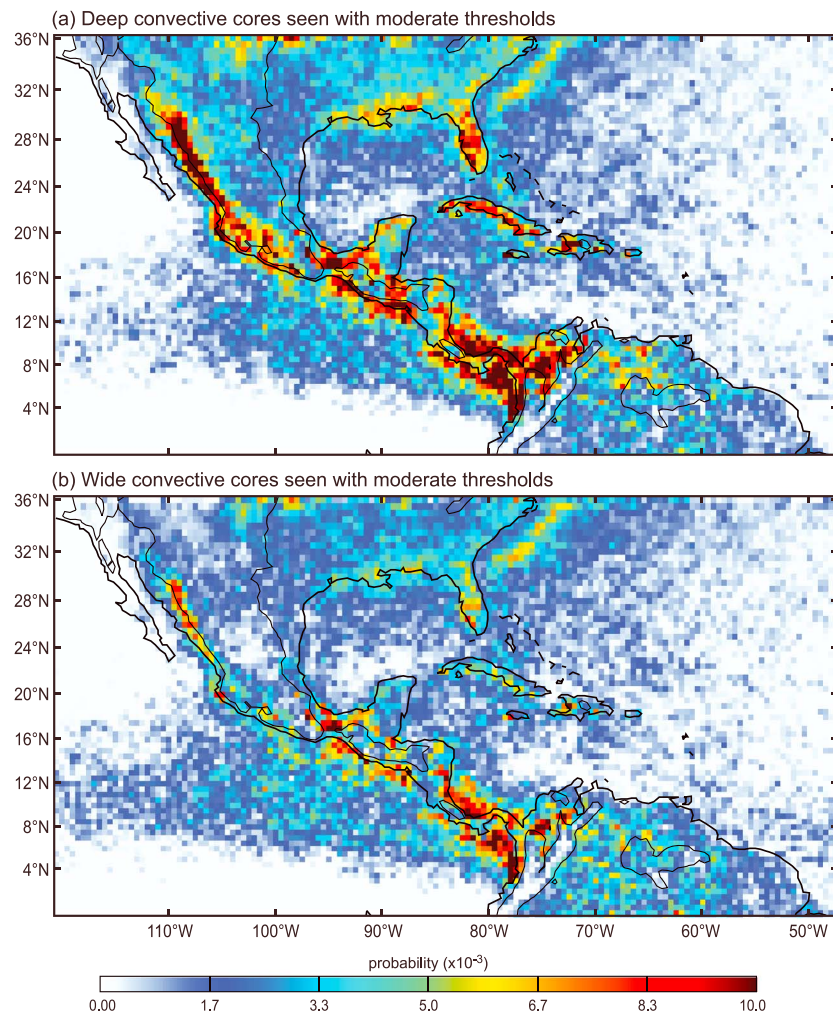 (a) Deep convective cores seen with moderate thresholds
36°N
32°N
28°N
24°N
20°N
16°N
12°N
8°N
4°N
(b) Wide convective cores seen with moderate thresholds
36°N
32°N
28°N
24°N
20°N
16°N
12°N
8°N
4°N
110°W 100°W 90°W 80°W 70°W 60°W 50°W
probability (x10⁻³)
0.00 1.7 3.3 5.0 6.7 8.3 10.0